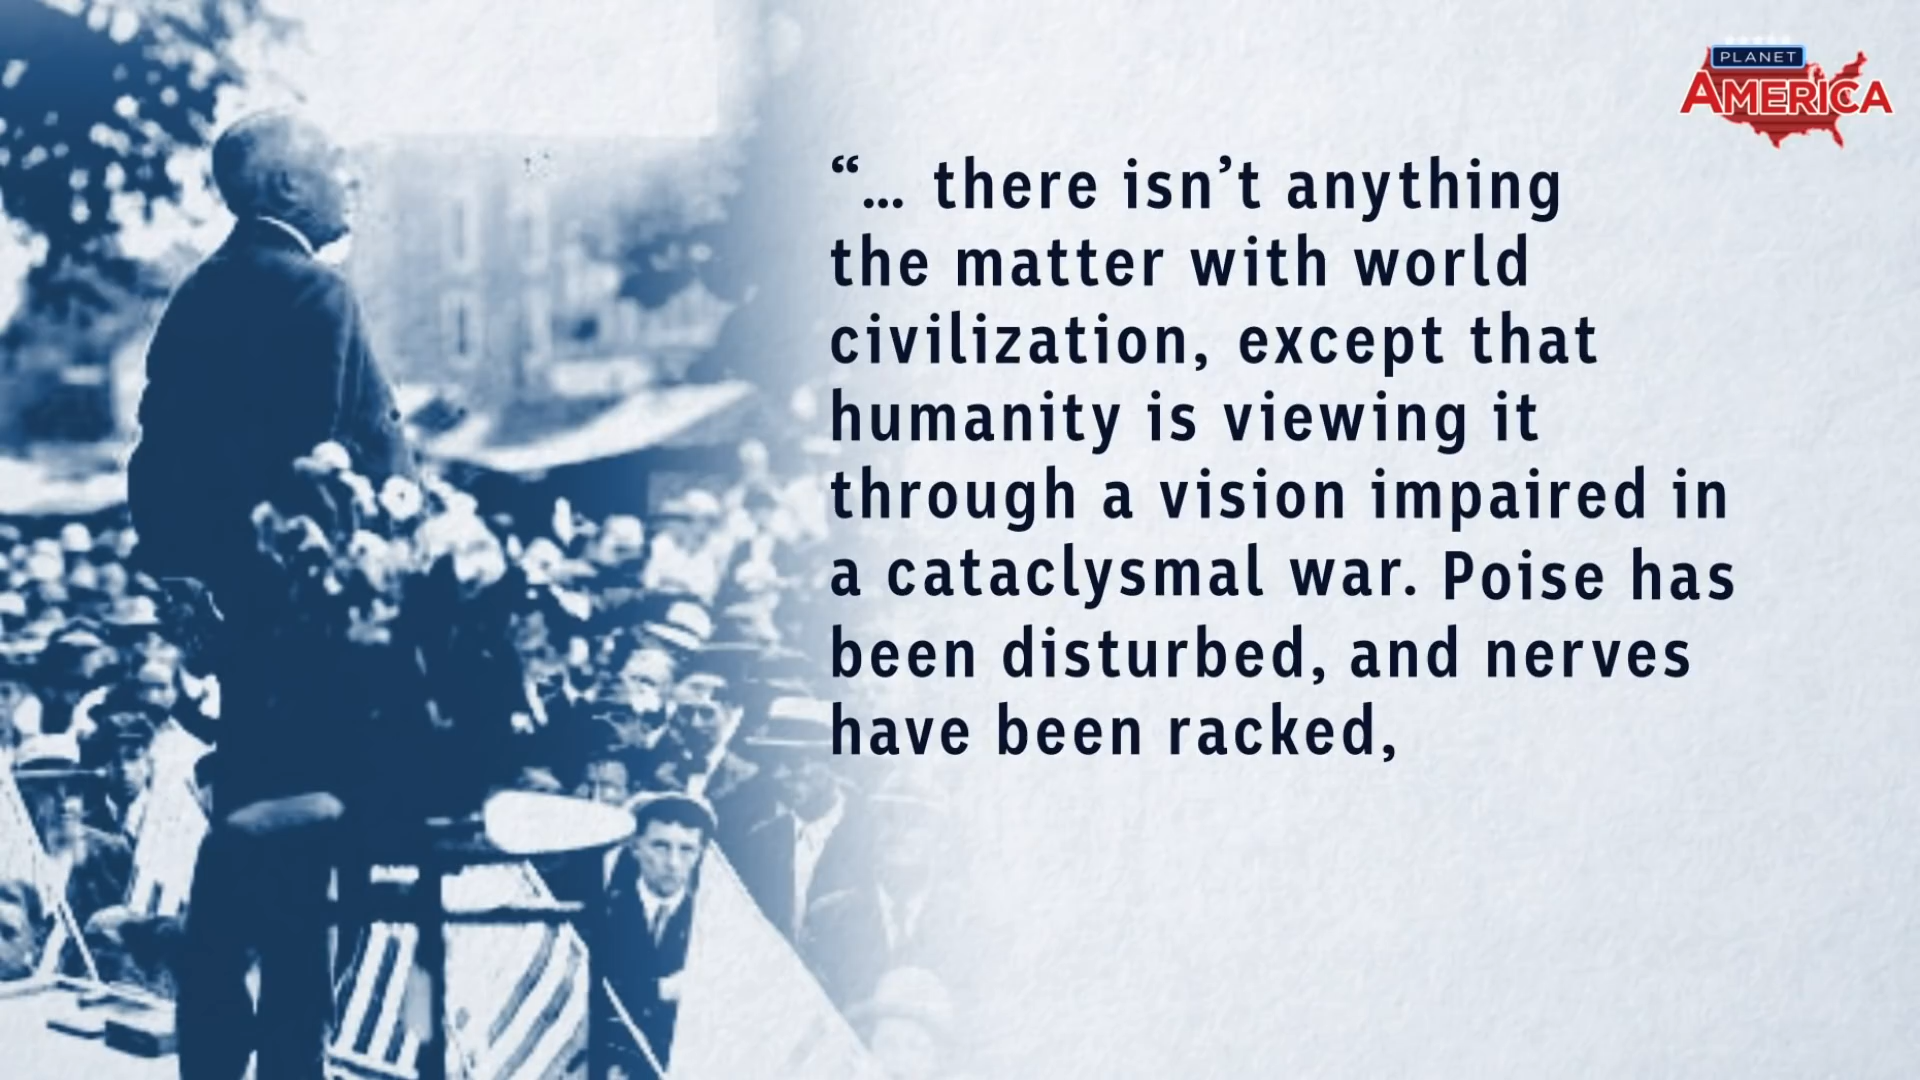 PLANET
AMERICA
“... there isn’t anything
the matter with world
civilization, except that
humanity is viewing it
through a vision impaired in
a cataclysmal war. Poise has
been disturbed, and nerves
have been racked,